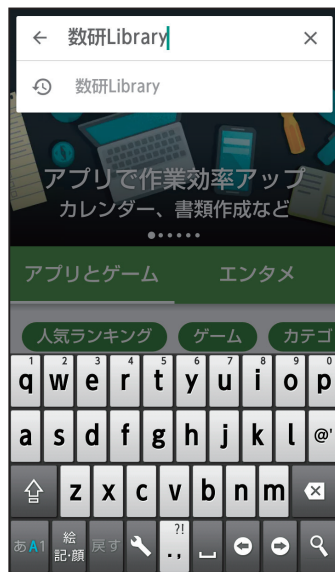 数研Library
数研Library
アプリで作業効率アップ
カレンダー、書類作成など
アプリとゲーム エンタメ
人気ランキング ゲーム カテゴ
1 2 3 4 5 6 7 8 9 0
q w e r t y u i o p
a s d f g h j k l @'
z x c v b n m
あA1 絵記・顔 戻す ?! .,